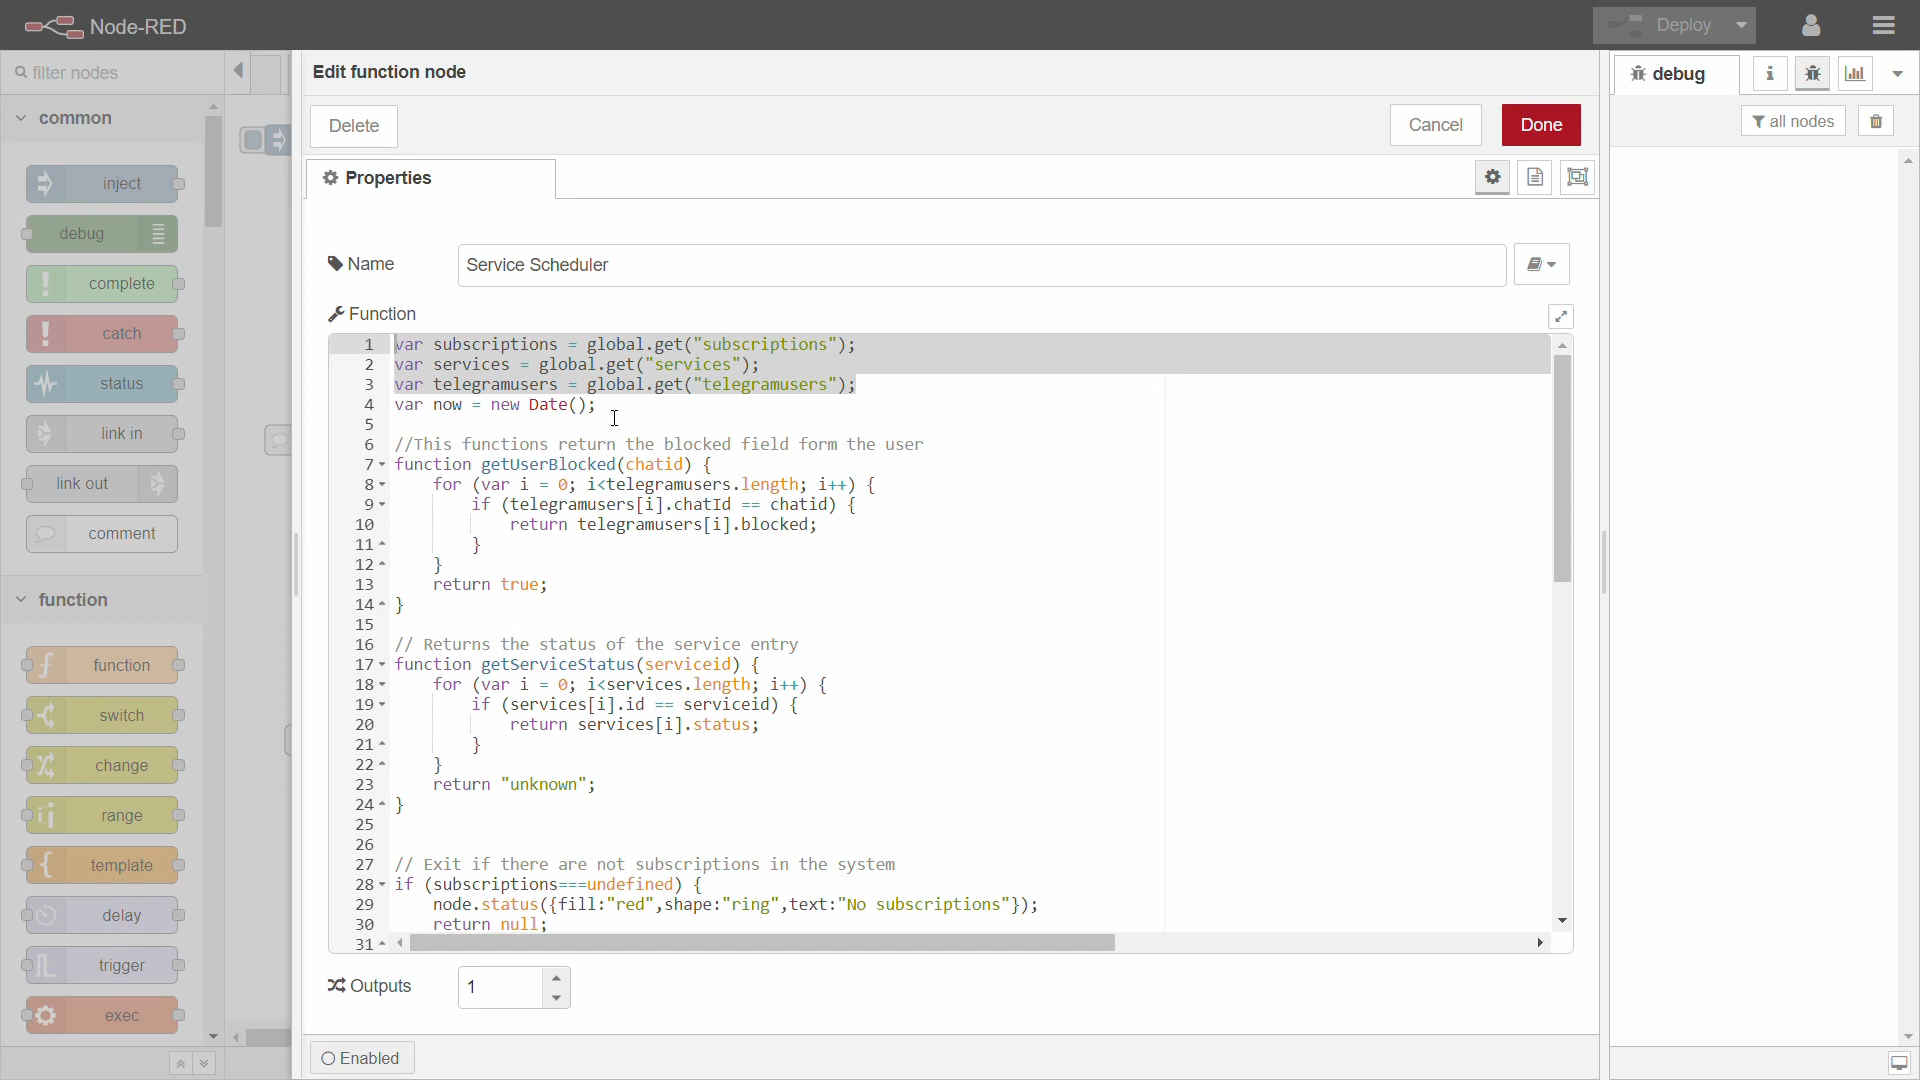 Node-RED
Deploy
filter nodes
Edit function node
debug
Delete
Cancel
Done
all nodes
common
Properties
inject
debug
complete
catch
status
link in
link out
comment
function
function
switch
change
range
template
delay
trigger
exec
Name
Service Scheduler
Function
1 var subscriptions = global.get("subscriptions");
2 var services = global.get("services");
3 var telegramusers = global.get("telegramusers");
4 var now = new Date();
5
6 //This functions return the blocked field form the user
7 function getUserBlocked(chatid) {
8 for (var i = 0; i<telegramusers.length; i++) {
9 if (telegramusers[i].chatId == chatid) {
10 return telegramusers[i].blocked;
11 }
12 }
13 return true;
14 }
15
16 // Returns the status of the service entry
17 function getServiceStatus(serviceid) {
18 for (var i = 0; i<services.length; i++) {
19 if (services[i].id == serviceid) {
20 return services[i].status;
21 }
22 }
23 return "unknown";
24 }
25
26
27 // Exit if there are not subscriptions in the system
28 if (subscriptions===undefined) {
29 node.status({fill:"red",shape:"ring",text:"No subscriptions"});
30 return null;
31
Outputs
1
Enabled